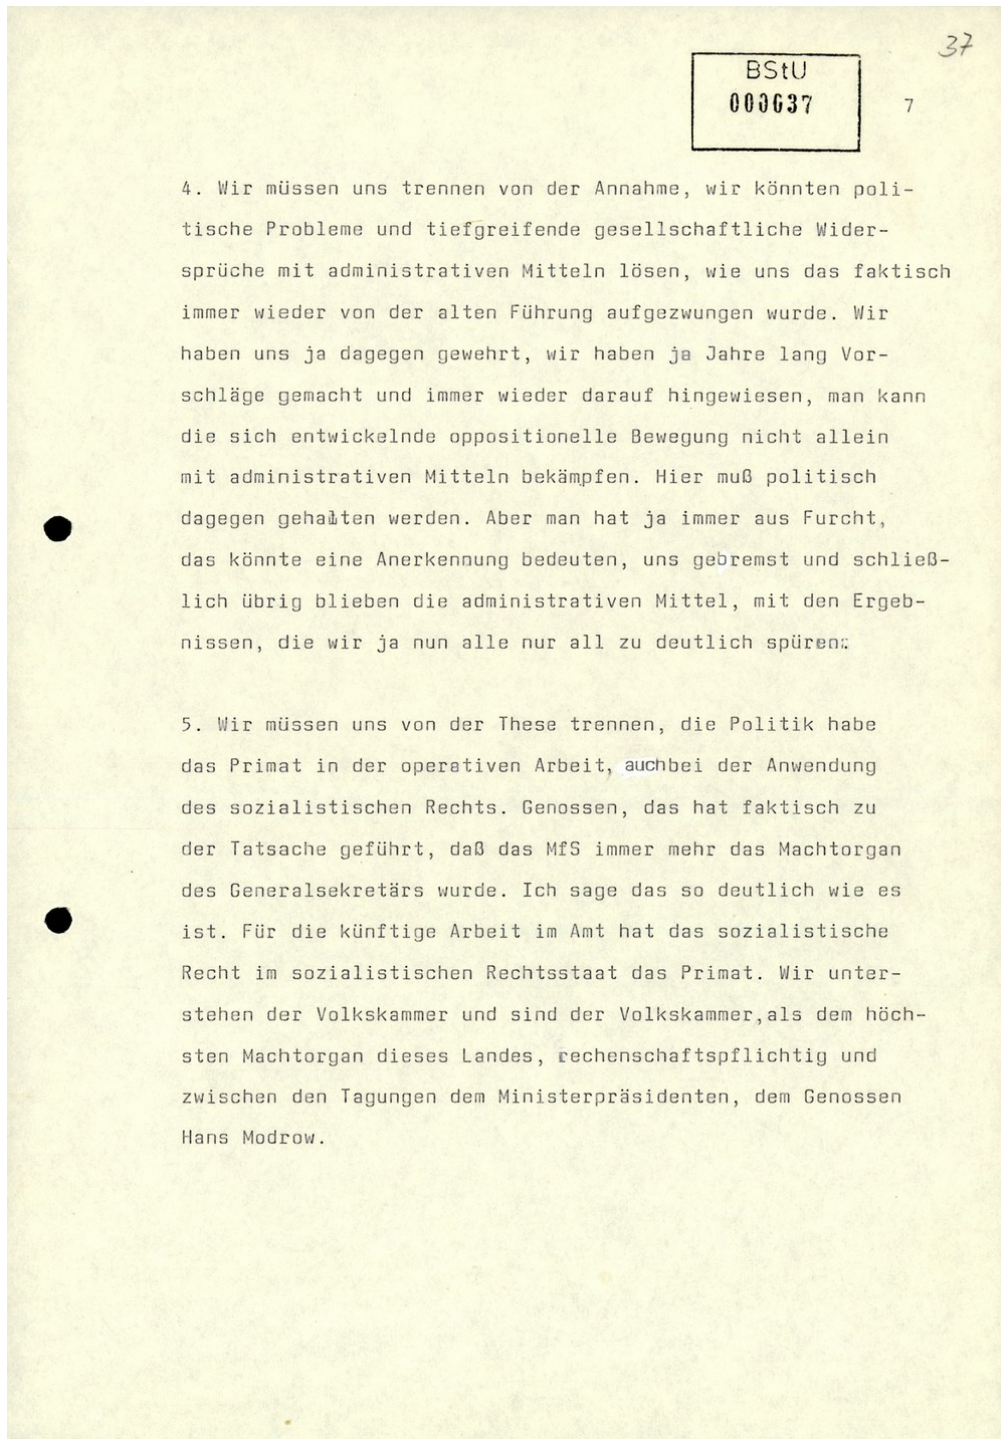 37
BStU
000037
7
4. Wir müssen uns trennen von der Annahme, wir könnten poli-
tische Probleme und tiefgreifende gesellschaftliche Wider-
sprüche mit administrativen Mitteln lösen, wie uns das faktisch
immer wieder von der alten Führung aufgezwungen wurde. Wir
haben uns ja dagegen gewehrt, wir haben ja Jahre lang Vor-
schläge gemacht und immer wieder darauf hingewiesen, man kann
die sich entwickelnde oppositionelle Bewegung nicht allein
mit administrativen Mitteln bekämpfen. Hier muß politisch
dagegen gehalten werden. Aber man hat ja immer aus Furcht,
das könnte eine Anerkennung bedeuten, uns gebremst und schließ-
lich übrig blieben die administrativen Mittel, mit den Ergeb-
nissen, die wir ja nun alle nur all zu deutlich spüren.
5. Wir müssen uns von der These trennen, die Politik habe
das Primat in der operativen Arbeit, auchbei der Anwendung
des sozialistischen Rechts. Genossen, das hat faktisch zu
der Tatsache geführt, daß das MfS immer mehr das Machtorgan
des Generalsekretärs wurde. Ich sage das so deutlich wie es
ist. Für die künftige Arbeit im Amt hat das sozialistische
Recht im sozialistischen Rechtsstaat das Primat. Wir unter-
stehen der Volkskammer und sind der Volkskammer,als dem höch-
sten Machtorgan dieses Landes, rechenschaftspflichtig und
zwischen den Tagungen dem Ministerpräsidenten, dem Genossen
Hans Modrow.